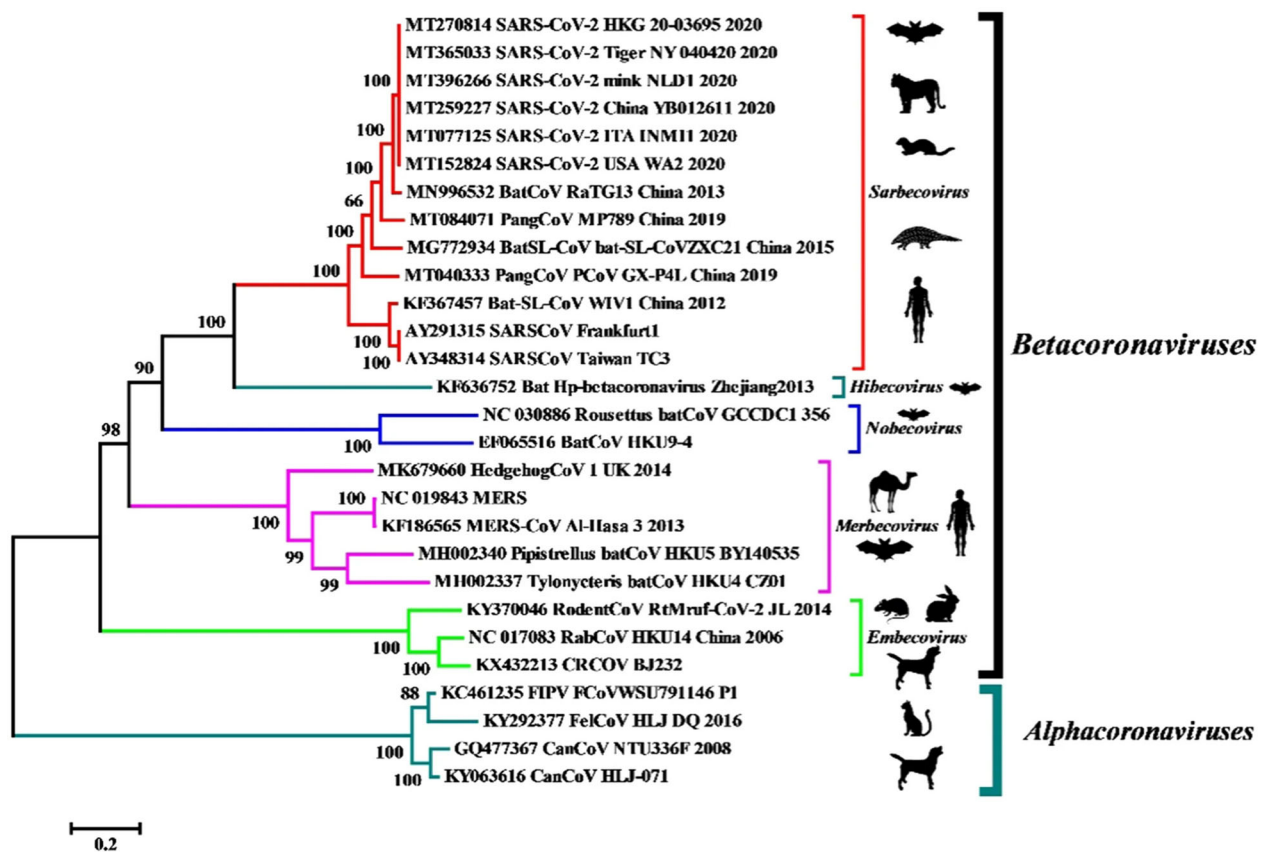 MT270814 SARS-CoV-2 HKG 20-03695 2020
MT365033 SARS-CoV-2 Tiger NY 040420 2020
100 MT396266 SARS-CoV-2 mink NLD1 2020
MT259227 SARS-CoV-2 China YB012611 2020
100 MT077125 SARS-CoV-2 ITA INMI1 2020
100 MT152824 SARS-CoV-2 USA WA2 2020
MN996532 BatCoV RaTG13 China 2013
Sarbecovirus
66
MT084071 PangCoV MP789 China 2019
100
MG772934 BatSL-CoV bat-SL-CoVZXC21 China 2015
100 MT040333 PangCoV PCoV GX-P4L China 2019
KF367457 Bat-SL-CoV WIV1 China 2012
100 AY291315 SARSCoV Frankfurt1
100
100 AY348314 SARSCoV Taiwan TC3
Betacoronaviruses
90
KF636752 Bat Hp-betacoronavirus Zhejiang2013
Hibecovirus
NC 030886 Rousettus batCoV GCCDC1 356
98
Nobecovirus
100 EF065516 BatCoV HKU9-4
MK679660 HedgehogCoV 1 UK 2014
100 NC 019843 MERS
100 KF186565 MERS-CoV Al-Hasa 3 2013
Merbecovirus
99 MH002340 Pipistrellus batCoV HKU5 BY140535
99 MH002337 Tylonycteris batCoV HKU4 CZ01
KY370046 RodentCoV RtMruf-CoV-2 JL 2014
100 NC 017083 RabCoV HKU14 China 2006
Embecovirus
100 KX432213 CRCOV BJ232
88 KC461235 FIPV FCoVWSU791146 P1
KY292377 FelCoV HLJ DQ 2016
Alphacoronaviruses
100 GQ477367 CanCoV NTU336F 2008
100 KY063616 CanCoV HLJ-071
0.2